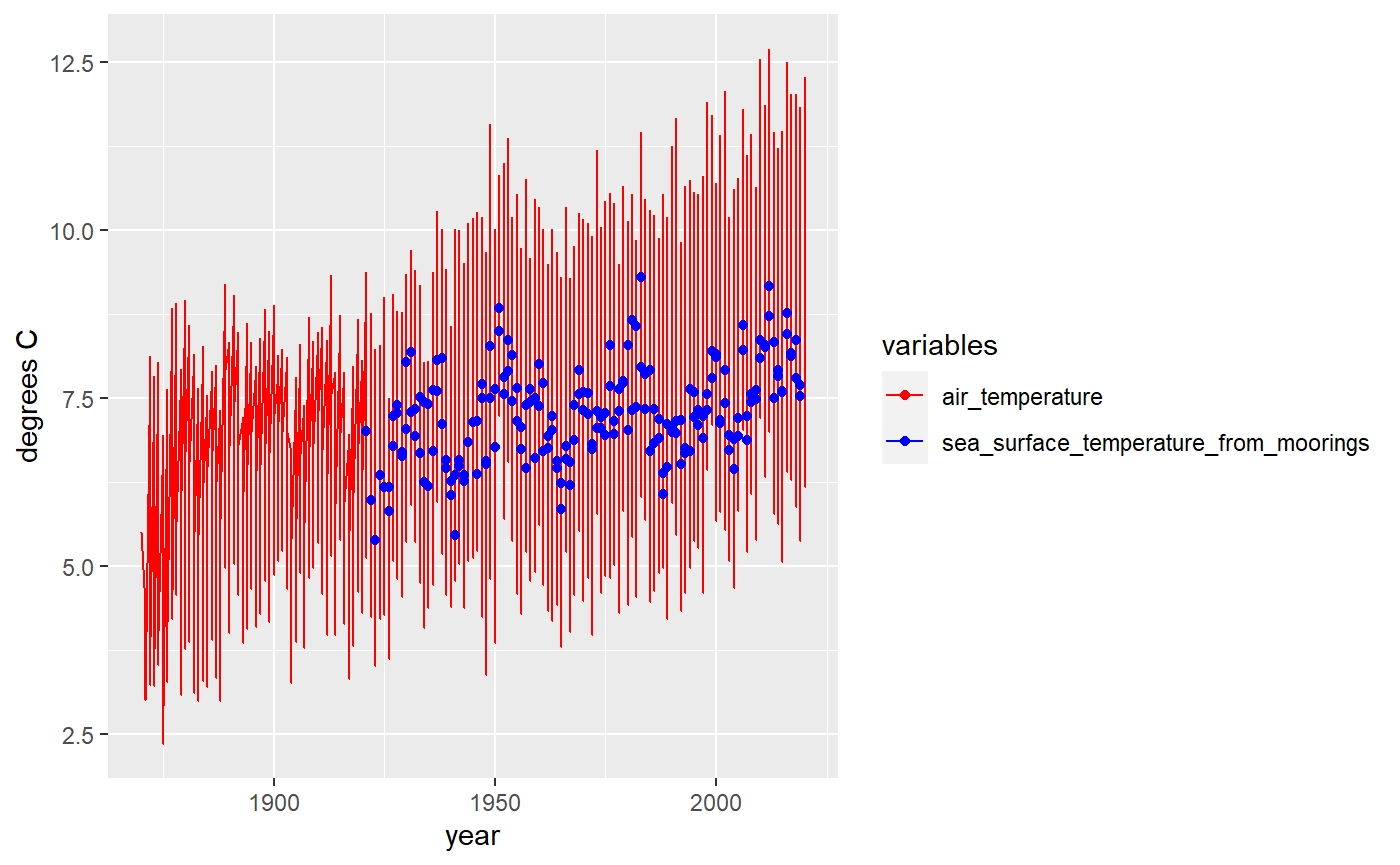 degrees C
12.5
10.0
7.5
5.0
2.5
1900 1950 2000
year
variables
air_temperature
sea_surface_temperature_from_moorings